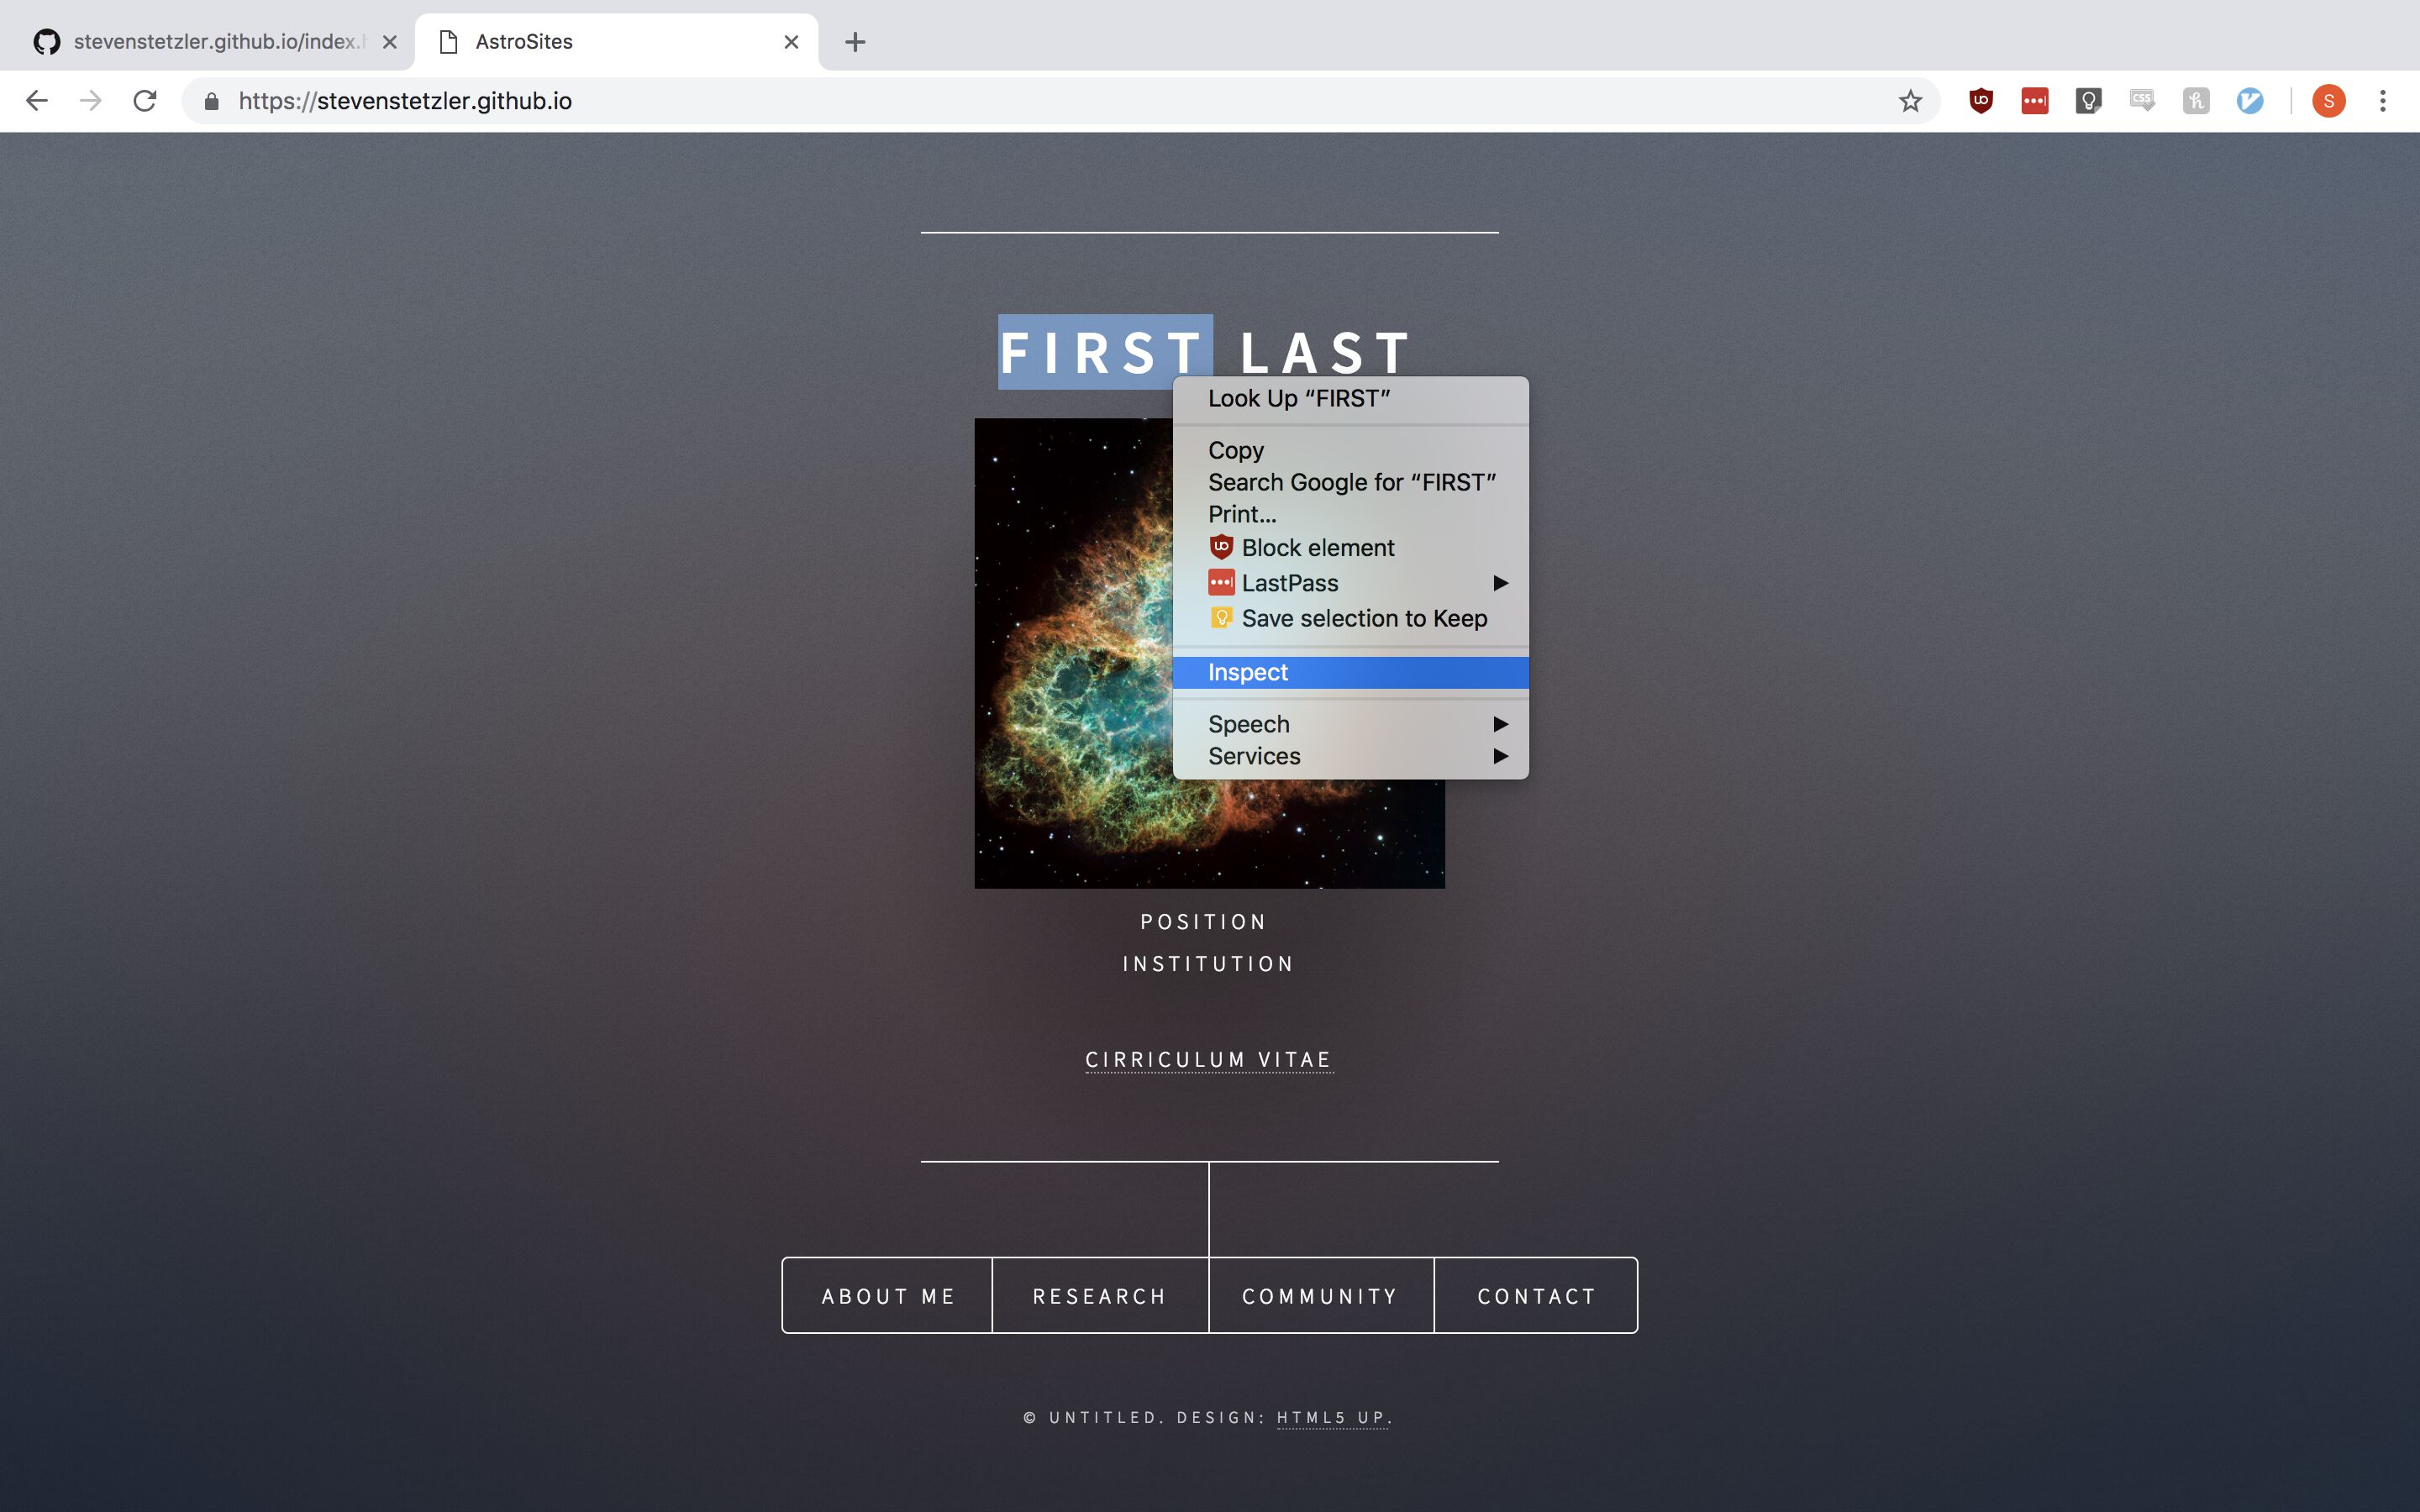 stevenstetzler.github.io/index.
AstroSites
https://stevenstetzler.github.io
S
FIRST LAST
Look Up “FIRST”
Copy
Search Google for “FIRST”
Print...
Block element
LastPass
Save selection to Keep
Inspect
Speech
Services
POSITION
INSTITUTION
CIRRICULUM VITAE
ABOUT ME
RESEARCH
COMMUNITY
CONTACT
© UNTITLED. DESIGN: HTML5 UP.